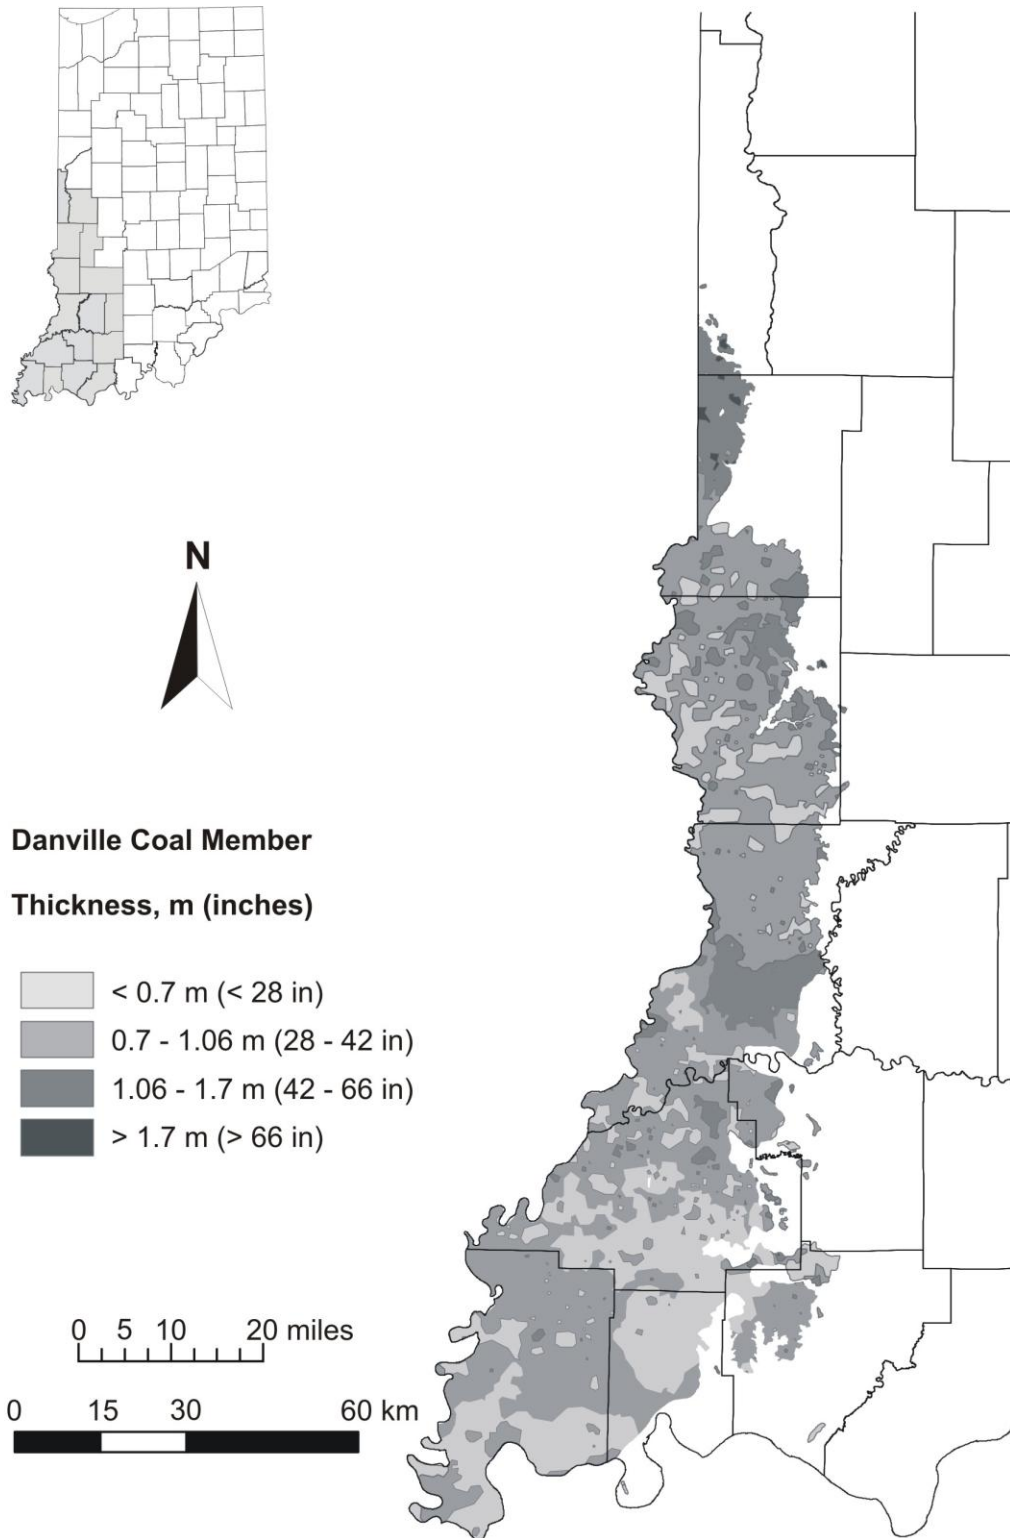 N
Danville Coal Member
Thickness, m (inches)
< 0.7 m (< 28 in)
0.7 - 1.06 m (28 - 42 in)
1.06 - 1.7 m (42 - 66 in)
> 1.7 m (> 66 in)
0 5 10 20 miles
0 15 30 60 km